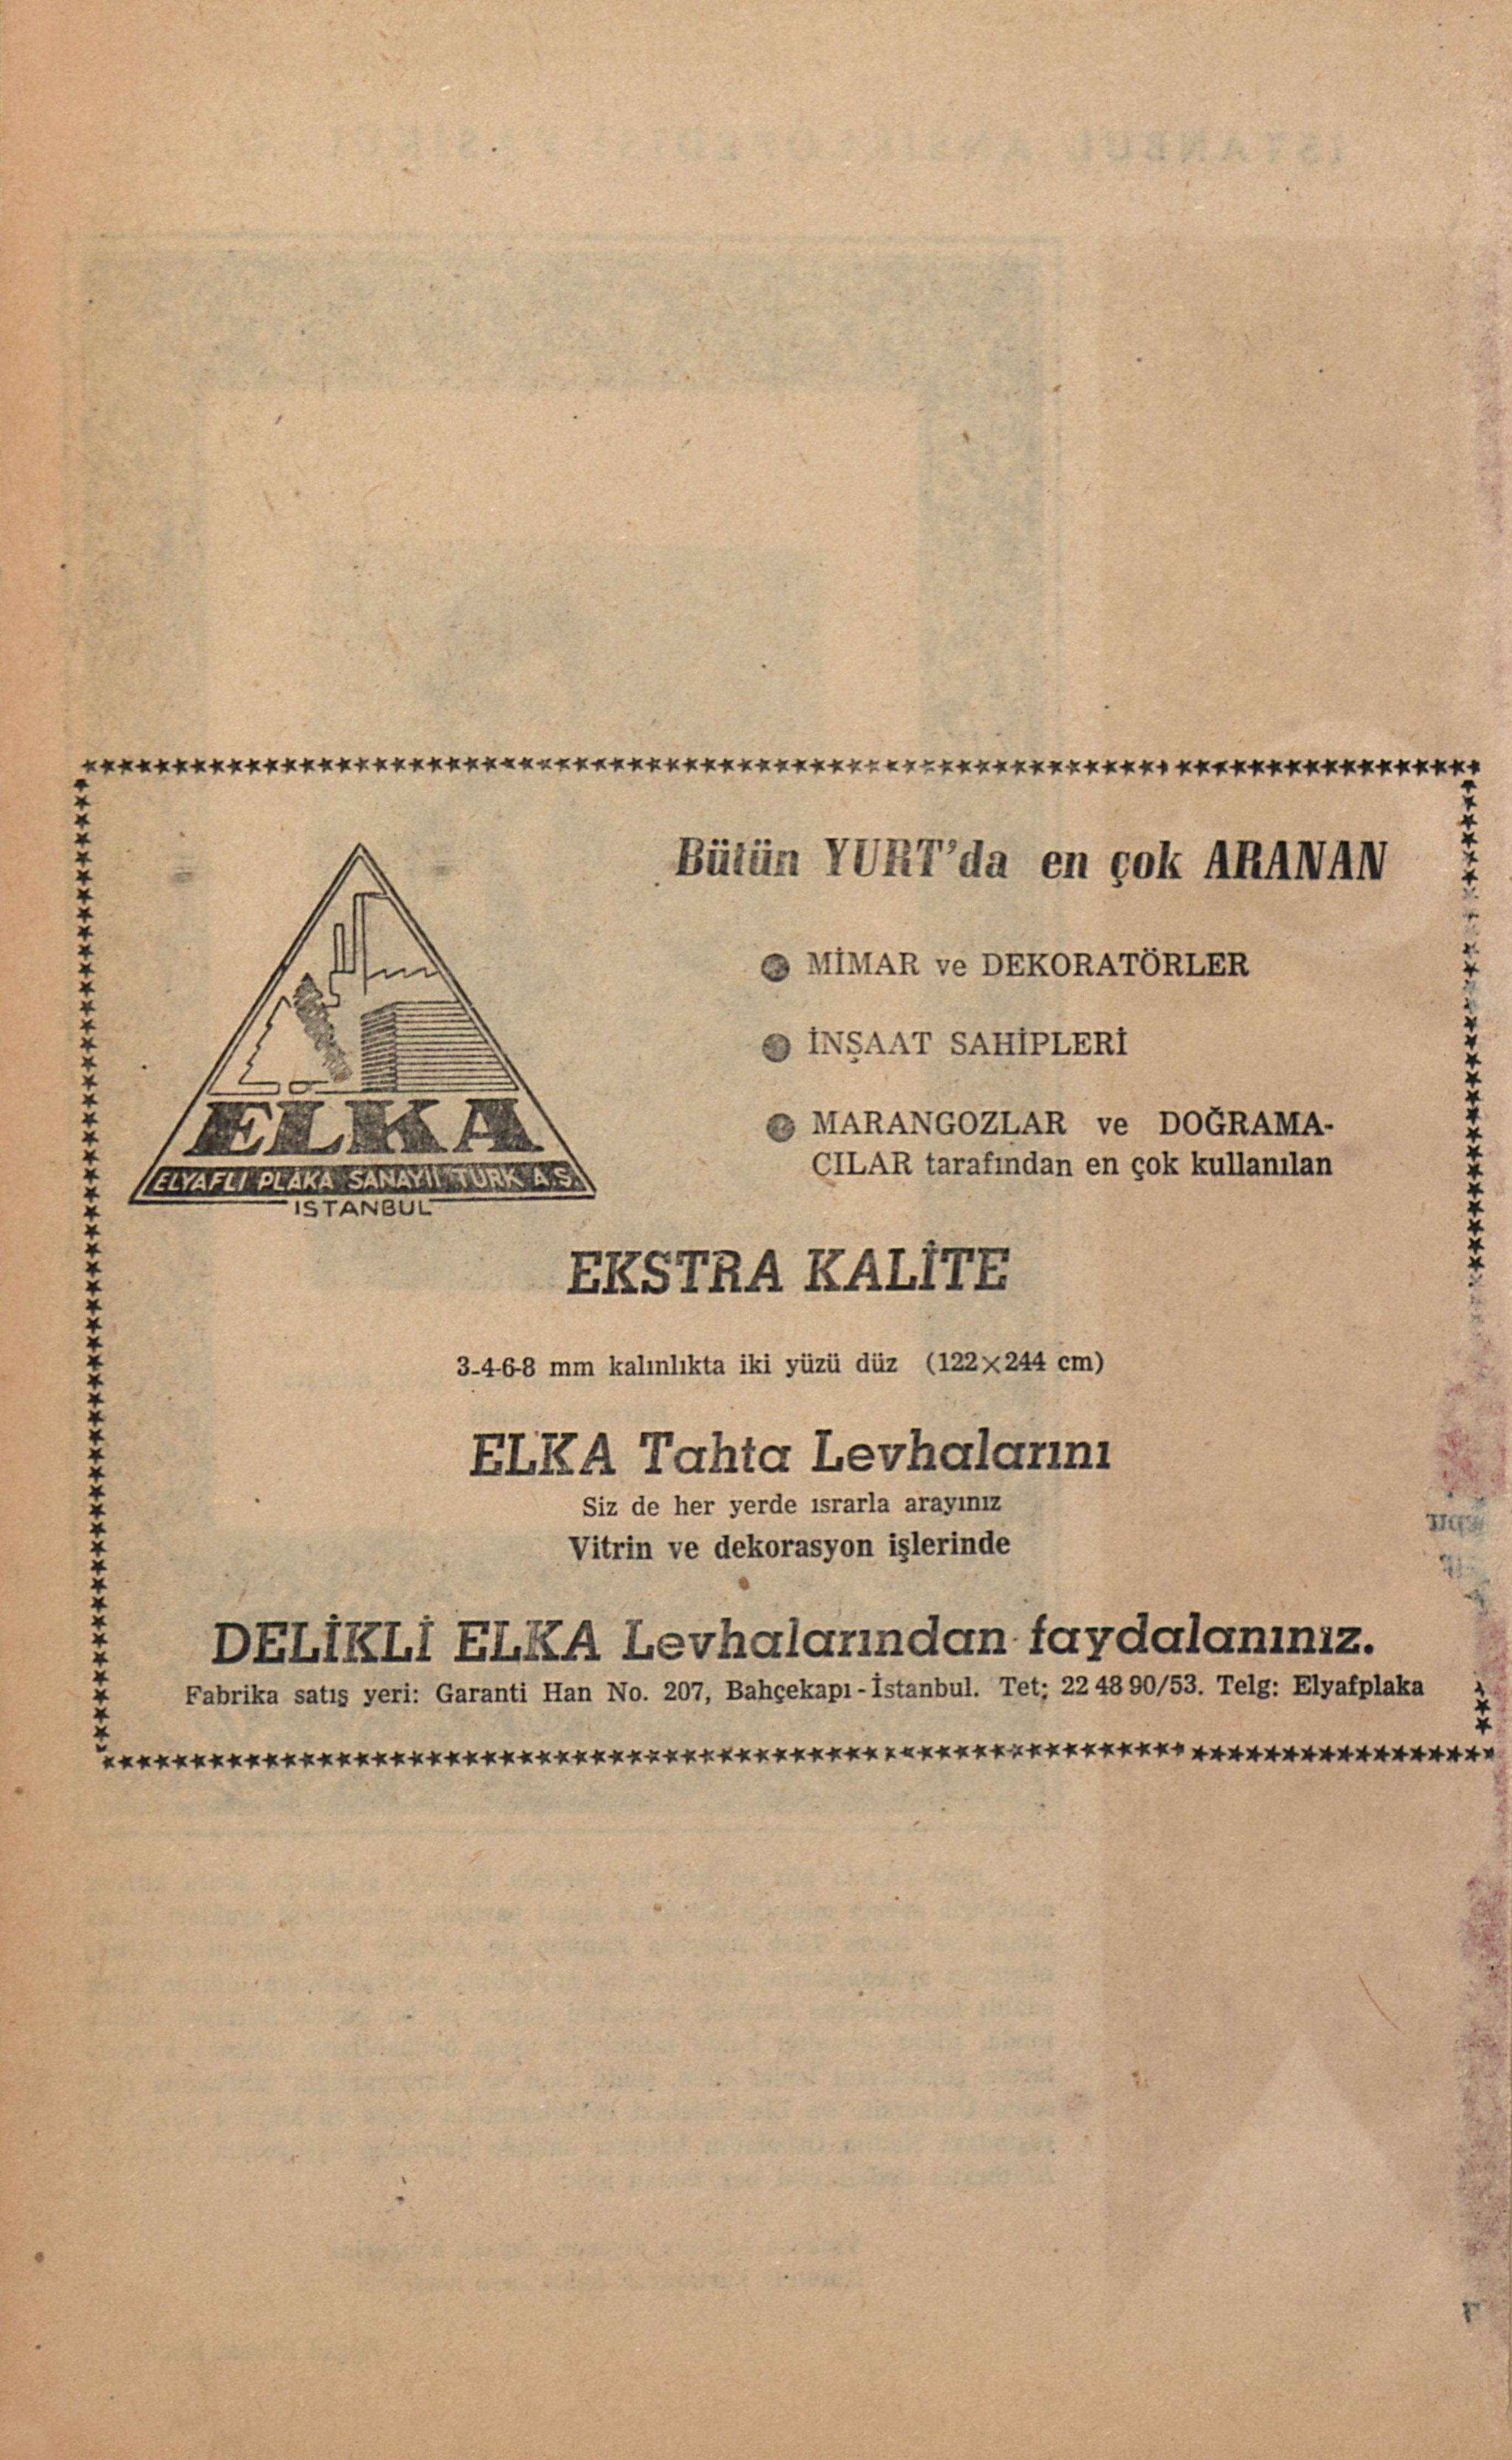 Bütün YURT'da en çok ARANAN
● MİMAR ve DEKORATÖRLER
● İNŞAAT SAHİPLERİ
● MARANGOZLAR ve DOĞRAMA-
CILAR tarafından en çok kullanılan
ELKA
ELYAFLI PLAKA SANAYİİ TÜRK A.Ş.
ISTANBUL
EKSTRA KALİTE
3-4-6-8 mm kalınlıkta iki yüzü düz (122×244 cm)
ELKA Tahta Levhalarını
Siz de her yerde ısrarla arayınız
Vitrin ve dekorasyon işlerinde
DELİKLİ ELKA Levhalarından faydalanınız.
Fabrika satış yeri: Garanti Han No. 207, Bahçekapı - İstanbul. Tet; 22 48 90/53. Telg: Elyafplaka